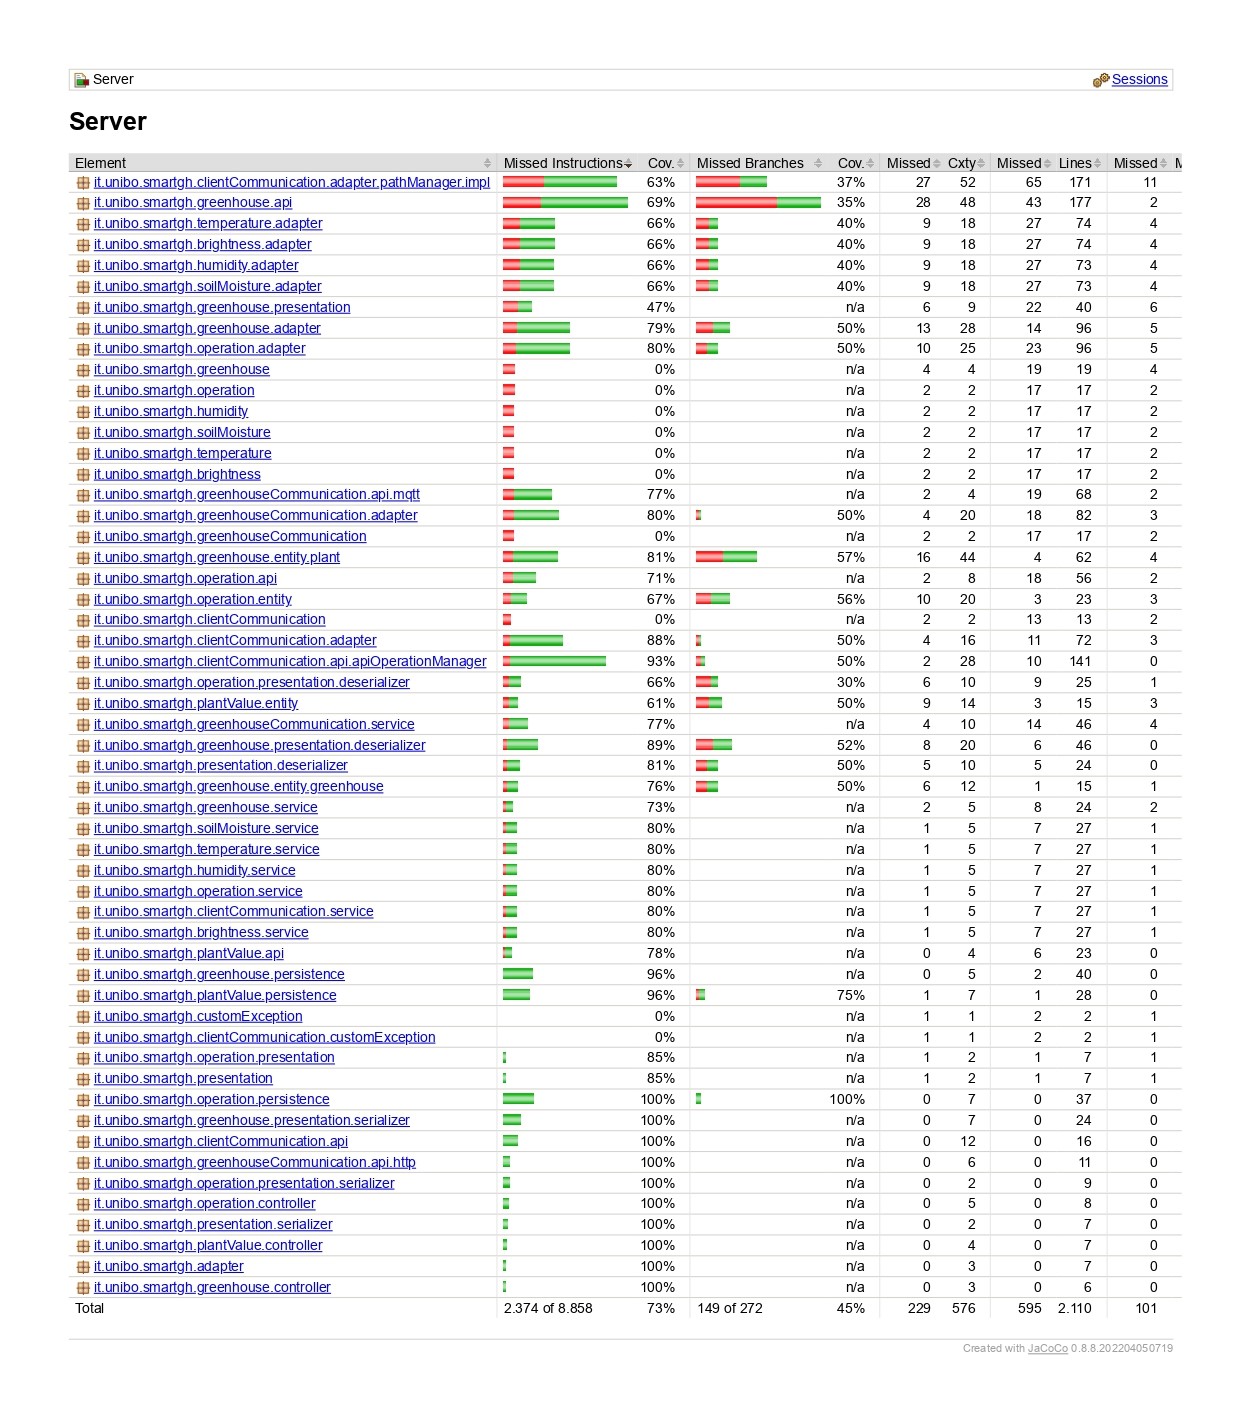 Server Sessions
Server
Element Missed Instructions Cov. Missed Branches Cov. Missed Cxty Missed Lines Missed M
it.unibo.smartgh.clientCommunication.adapter.pathManager.impl 63% 37% 27 52 65 171 11
it.unibo.smartgh.greenhouse.api 69% 35% 28 48 43 177 2
it.unibo.smartgh.temperature.adapter 66% 40% 9 18 27 74 4
it.unibo.smartgh.brightness.adapter 66% 40% 9 18 27 74 4
it.unibo.smartgh.humidity.adapter 66% 40% 9 18 27 73 4
it.unibo.smartgh.soilMoisture.adapter 66% 40% 9 18 27 73 4
it.unibo.smartgh.greenhouse.presentation 47% n/a 6 9 22 40 6
it.unibo.smartgh.greenhouse.adapter 79% 50% 13 28 14 96 5
it.unibo.smartgh.operation.adapter 80% 50% 10 25 23 96 5
it.unibo.smartgh.greenhouse 0% n/a 4 4 19 19 4
it.unibo.smartgh.operation 0% n/a 2 2 17 17 2
it.unibo.smartgh.humidity 0% n/a 2 2 17 17 2
it.unibo.smartgh.soilMoisture 0% n/a 2 2 17 17 2
it.unibo.smartgh.temperature 0% n/a 2 2 17 17 2
it.unibo.smartgh.brightness 0% n/a 2 2 17 17 2
it.unibo.smartgh.greenhouseCommunication.api.mqtt 77% n/a 2 4 19 68 2
it.unibo.smartgh.greenhouseCommunication.adapter 80% 50% 4 20 18 82 3
it.unibo.smartgh.greenhouseCommunication 0% n/a 2 2 17 17 2
it.unibo.smartgh.greenhouse.entity.plant 81% 57% 16 44 4 62 4
it.unibo.smartgh.operation.api 71% n/a 2 8 18 56 2
it.unibo.smartgh.operation.entity 67% 56% 10 20 3 23 3
it.unibo.smartgh.clientCommunication 0% n/a 2 2 13 13 2
it.unibo.smartgh.clientCommunication.adapter 88% 50% 4 16 11 72 3
it.unibo.smartgh.clientCommunication.api.apiOperationManager 93% 50% 2 28 10 141 0
it.unibo.smartgh.operation.presentation.deserializer 66% 30% 6 10 9 25 1
it.unibo.smartgh.plantValue.entity 61% 50% 9 14 3 15 3
it.unibo.smartgh.greenhouseCommunication.service 77% n/a 4 10 14 46 4
it.unibo.smartgh.greenhouse.presentation.deserializer 89% 52% 8 20 6 46 0
it.unibo.smartgh.presentation.deserializer 81% 50% 5 10 5 24 0
it.unibo.smartgh.greenhouse.entity.greenhouse 76% 50% 6 12 1 15 1
it.unibo.smartgh.greenhouse.service 73% n/a 2 5 8 24 2
it.unibo.smartgh.soilMoisture.service 80% n/a 1 5 7 27 1
it.unibo.smartgh.temperature.service 80% n/a 1 5 7 27 1
it.unibo.smartgh.humidity.service 80% n/a 1 5 7 27 1
it.unibo.smartgh.operation.service 80% n/a 1 5 7 27 1
it.unibo.smartgh.clientCommunication.service 80% n/a 1 5 7 27 1
it.unibo.smartgh.brightness.service 80% n/a 1 5 7 27 1
it.unibo.smartgh.plantValue.api 78% n/a 0 4 6 23 0
it.unibo.smartgh.greenhouse.persistence 96% n/a 0 5 2 40 0
it.unibo.smartgh.plantValue.persistence 96% 75% 1 7 1 28 0
it.unibo.smartgh.customException 0% n/a 1 1 2 2 1
it.unibo.smartgh.clientCommunication.customException 0% n/a 1 1 2 2 1
it.unibo.smartgh.operation.presentation 85% n/a 1 2 1 7 1
it.unibo.smartgh.presentation 85% n/a 1 2 1 7 1
it.unibo.smartgh.operation.persistence 100% 100% 0 7 0 37 0
it.unibo.smartgh.greenhouse.presentation.serializer 100% n/a 0 7 0 24 0
it.unibo.smartgh.clientCommunication.api 100% n/a 0 12 0 16 0
it.unibo.smartgh.greenhouseCommunication.api.http 100% n/a 0 6 0 11 0
it.unibo.smartgh.operation.presentation.serializer 100% n/a 0 2 0 9 0
it.unibo.smartgh.operation.controller 100% n/a 0 5 0 8 0
it.unibo.smartgh.presentation.serializer 100% n/a 0 2 0 7 0
it.unibo.smartgh.plantValue.controller 100% n/a 0 4 0 7 0
it.unibo.smartgh.adapter 100% n/a 0 3 0 7 0
it.unibo.smartgh.greenhouse.controller 100% n/a 0 3 0 6 0
Total 2.374 of 8.858 73% 149 of 272 45% 229 576 595 2.110 101
Created with JaCoCo 0.8.8.202204050719